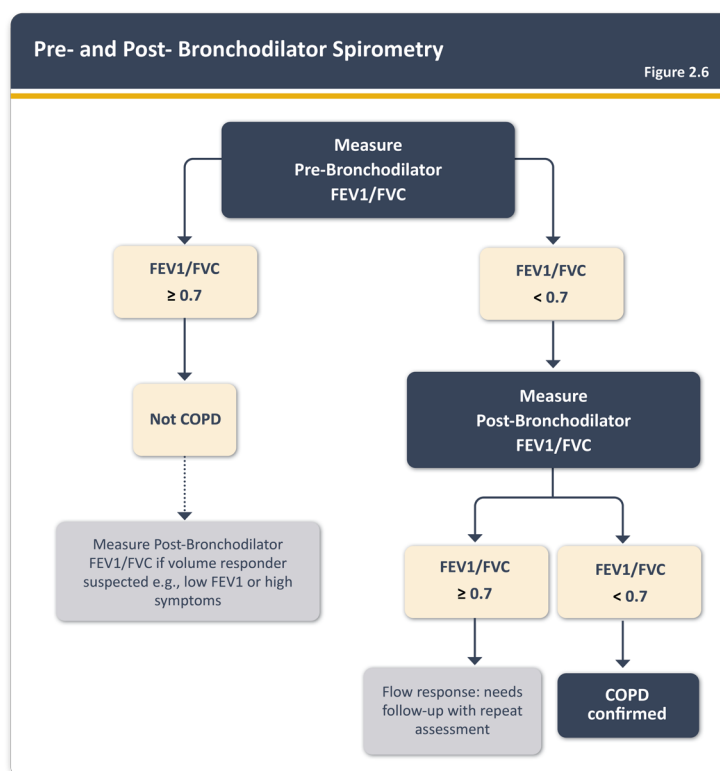 Pre- and Post- Bronchodilator Spirometry
Figure 2.6
Measure
Pre-Bronchodilator
FEV1/FVC
FEV1/FVC
≥ 0.7
FEV1/FVC
< 0.7
Not COPD
Measure
Post-Bronchodilator
FEV1/FVC
Measure Post-Bronchodilator
FEV1/FVC if volume responder
suspected e.g., low FEV1 or high
symptoms
FEV1/FVC
≥ 0.7
FEV1/FVC
< 0.7
Flow response: needs
follow-up with repeat
assessment
COPD
confirmed